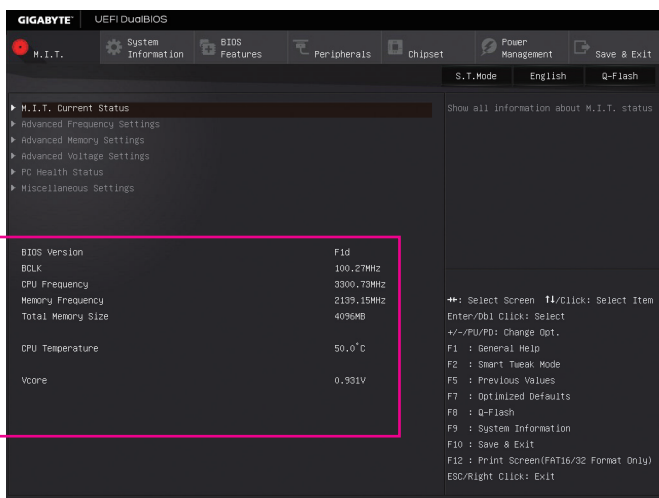 GIGABYTE™ UEFI DualBIOS
M.I.T.
System Information
BIOS Features
Peripherals
Chipset
Power Management
Save & Exit
S.T.Mode English Q-Flash
M.I.T. Current Status
Advanced Frequency Settings
Advanced Memory Settings
Advanced Voltage Settings
PC Health Status
Miscellaneous Settings
Show all information about M.I.T. status
BIOS Version F1d
BCLK 100.27MHz
CPU Frequency 3300.73MHz
Memory Frequency 2139.15MHz
Total Memory Size 4096MB
CPU Temperature 50.0°C
Vcore 0.931V
→←: Select Screen ↑↓/Click: Select Item
Enter/Dbl Click: Select
+/-/PU/PD: Change Opt.
F1 : General Help
F2 : Smart Tweak Mode
F5 : Previous Values
F7 : Optimized Defaults
F8 : Q-Flash
F9 : System Information
F10 : Save & Exit
F12 : Print Screen(FAT16/32 Format Only)
ESC/Right Click: Exit